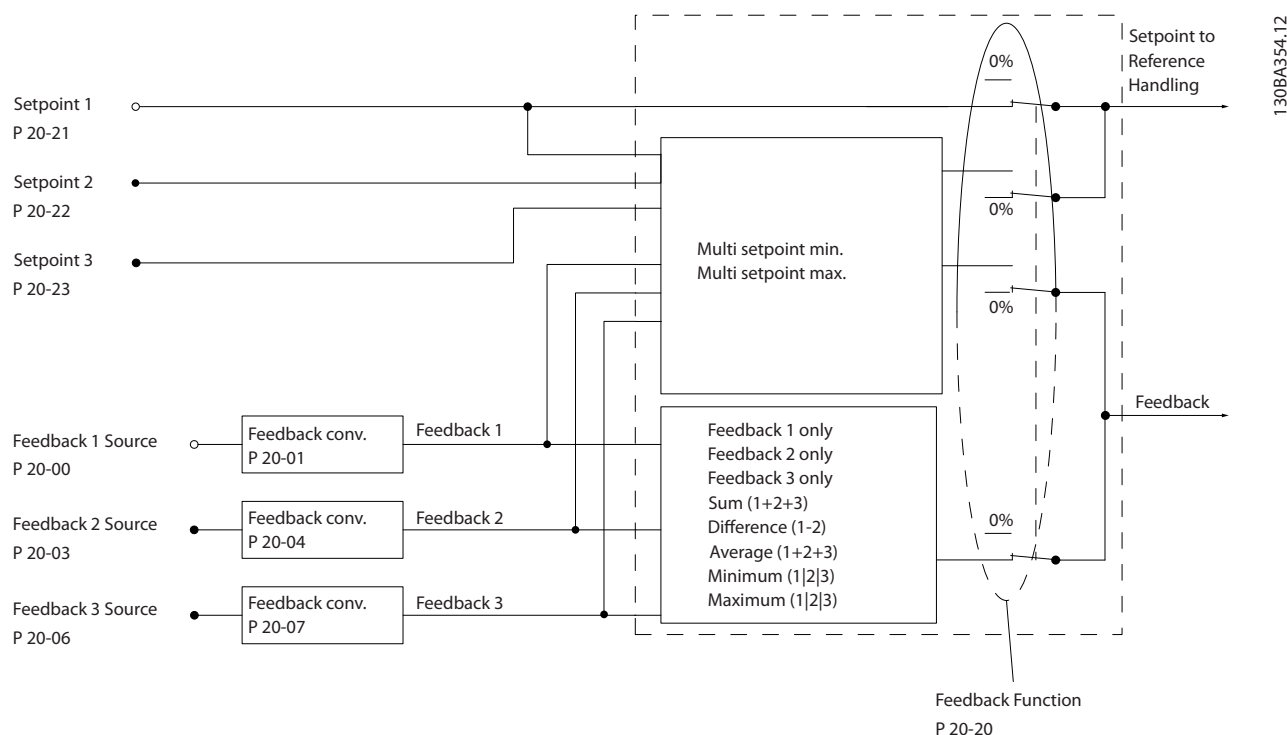 130BA354.12
Setpoint to
Reference
Handling
0%
Setpoint 1
P 20-21
Setpoint 2
P 20-22
0%
Setpoint 3
P 20-23
Multi setpoint min.
Multi setpoint max.
0%
Feedback
Feedback 1 Source
P 20-00
Feedback conv.
P 20-01
Feedback 1
Feedback 2 Source
P 20-03
Feedback conv.
P 20-04
Feedback 2
Feedback 3 Source
P 20-06
Feedback conv.
P 20-07
Feedback 3
Feedback 1 only
Feedback 2 only
Feedback 3 only
Sum (1+2+3)
Difference (1-2)
Average (1+2+3)
Minimum (1|2|3)
Maximum (1|2|3)
0%
Feedback Function
P 20-20